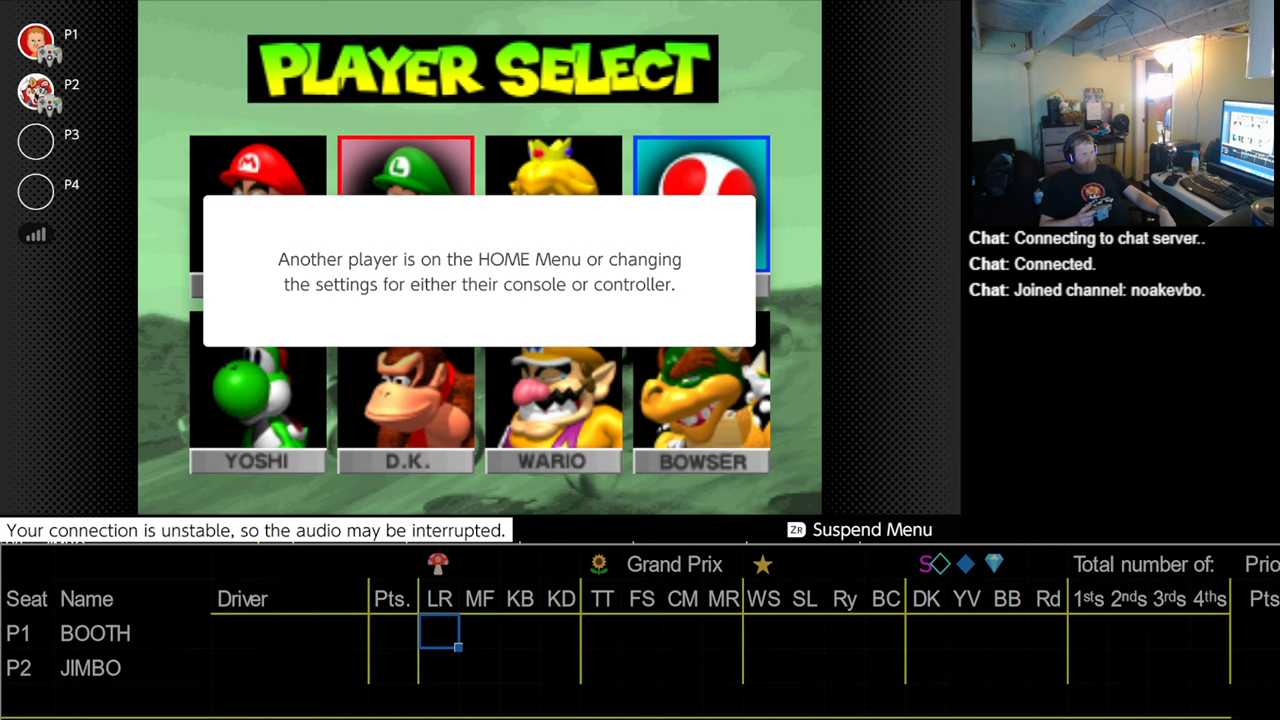 P1
P2
P3
P4
PLAYER SELECT
Another player is on the HOME Menu or changing
the settings for either their console or controller.
YOSHI
D.K.
WARIO
BOWSER
Chat: Connecting to chat server..
Chat: Connected.
Chat: Joined channel: noakevbo.
Your connection is unstable, so the audio may be interrupted.
ZR Suspend Menu
Grand Prix
Total number of:
Prio
Seat Name Driver Pts. LR MF KB KD TT FS CM MR WS SL Ry BC DK YV BB Rd 1sts 2nds 3rds 4ths Pts.
P1 BOOTH
P2 JIMBO